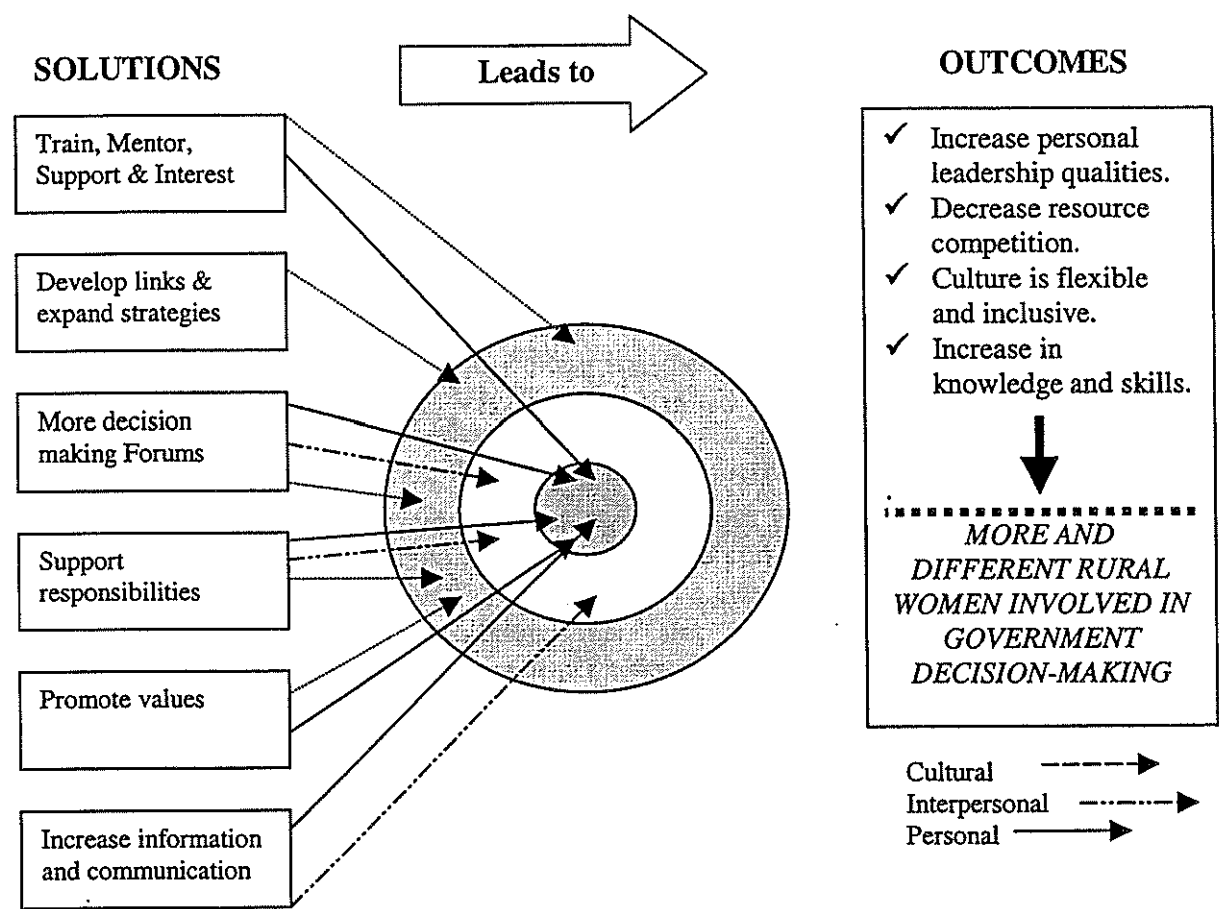 SOLUTIONS
Leads to
OUTCOMES
Train, Mentor,
Support & Interest
Develop links &
expand strategies
More decision
making Forums
Support
responsibilities
Promote values
Increase information
and communication
✓ Increase personal
leadership qualities.
✓ Decrease resource
competition.
✓ Culture is flexible
and inclusive.
✓ Increase in
knowledge and skills.
MORE AND
DIFFERENT RURAL
WOMEN INVOLVED IN
GOVERNMENT
DECISION-MAKING
Cultural
Interpersonal
Personal